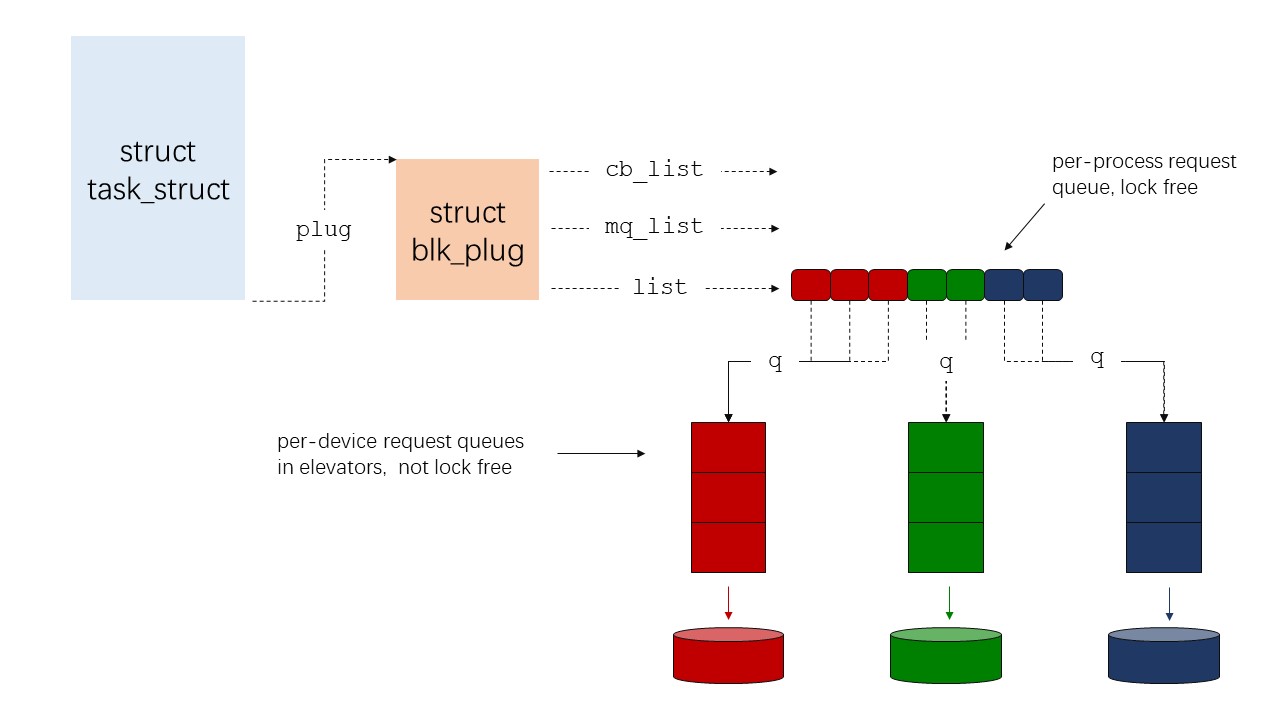 struct
task_struct
plug
struct
blk_plug
cb_list
mq_list
list
per-process request
queue, lock free
q
q
q
per-device request queues
in elevators,  not lock free